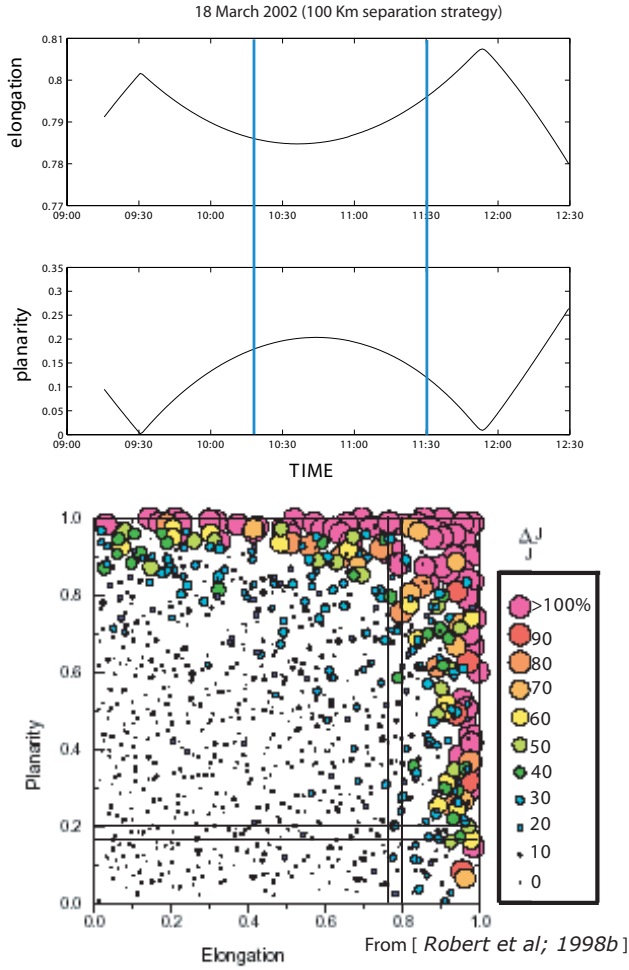 18 March 2002 (100 Km separation strategy)
elongation
0.81
0.8
0.79
0.78
0.77
09:00 09:30 10:00 10:30 11:00 11:30 12:00 12:30
planarity
0.35
0.3
0.25
0.2
0.15
0.1
0.05
0
09:00 09:30 10:00 10:30 11:00 11:30 12:00 12:30
TIME
Planarity
1.0
0.8
0.6
0.4
0.2
0.0
0.0 0.2 0.4 0.6 0.8 1.0
Elongation
ΔJ
J
>100%
90
80
70
60
50
40
30
20
10
0
From [ Robert et al; 1998b ]